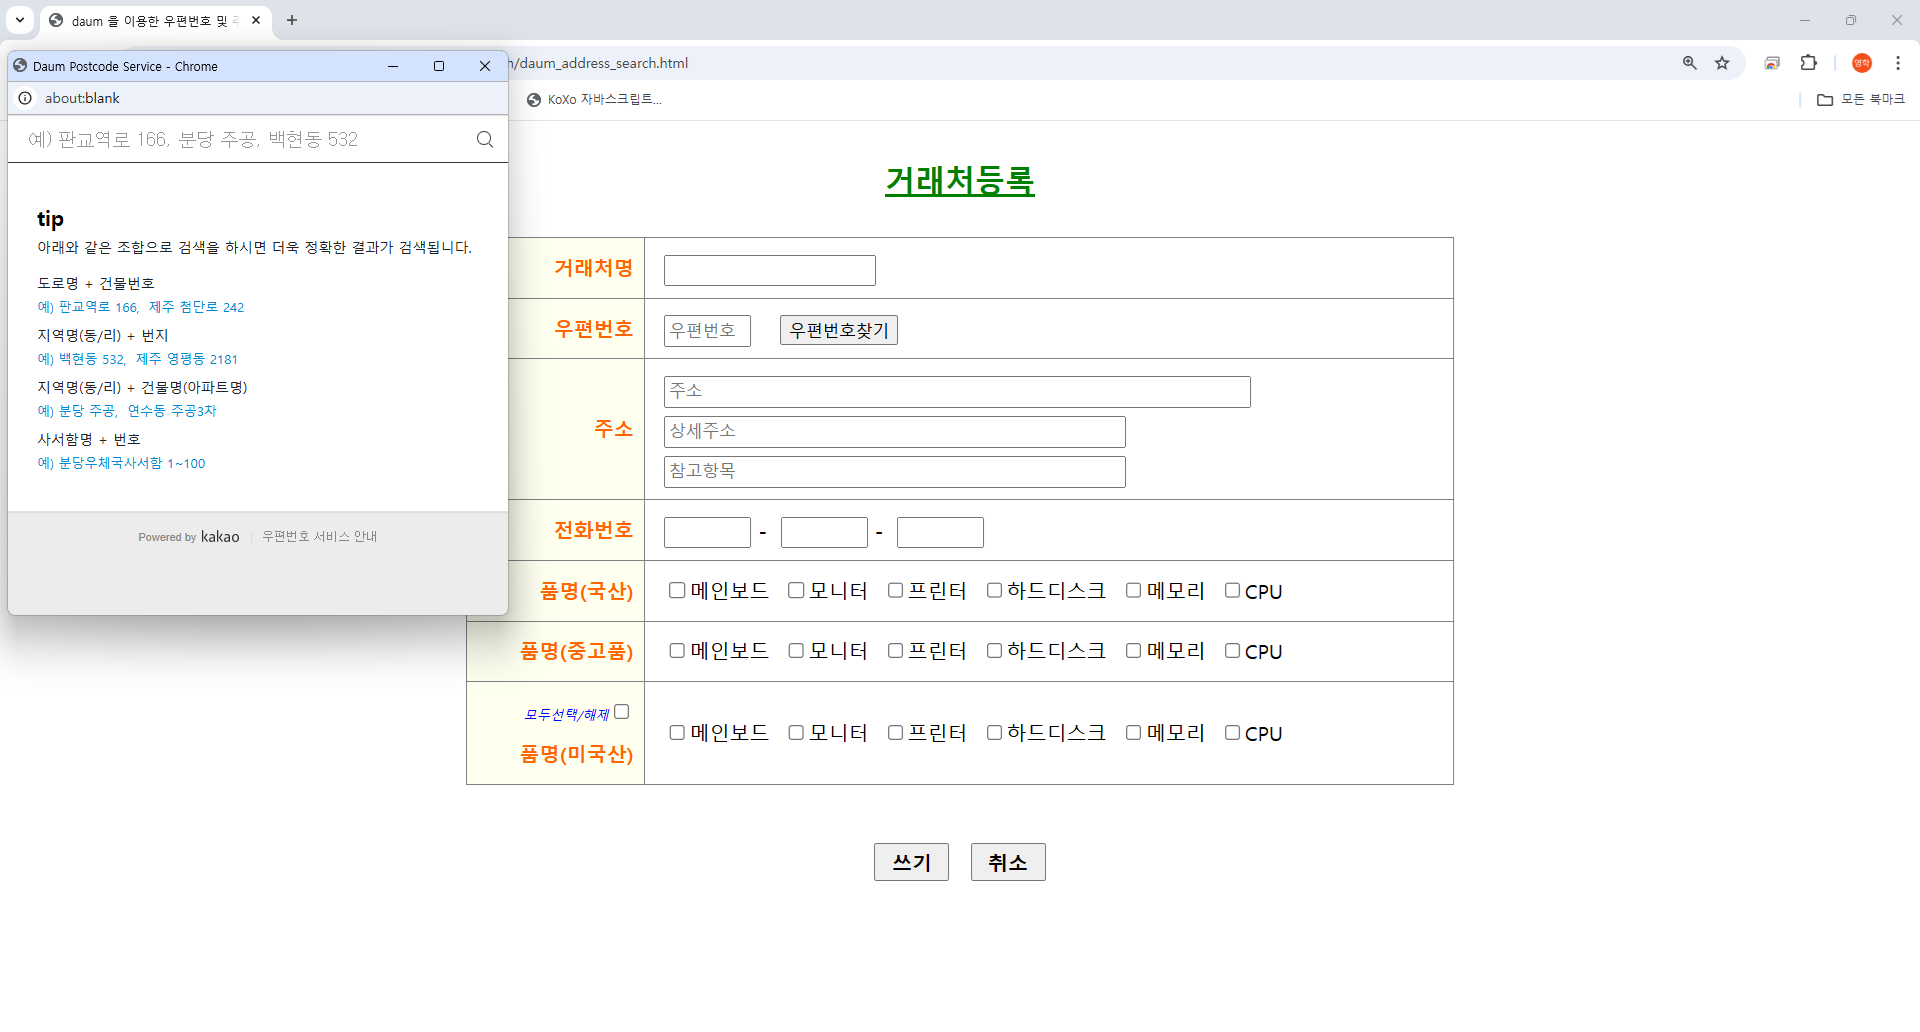 daum 을 이용한 우편번호 및
Daum Postcode Service - Chrome
about:blank
/daum_address_search.html
KoXo 자바스크립트...
모든 북마크
영학
예) 판교역로 166, 분당 주공, 백현동 532
tip
아래와 같은 조합으로 검색을 하시면 더욱 정확한 결과가 검색됩니다.
도로명 + 건물번호
예) 판교역로 166, 제주 첨단로 242
지역명(동/리) + 번지
예) 백현동 532, 제주 영평동 2181
지역명(동/리) + 건물명(아파트명)
예) 분당 주공, 연수동 주공3차
사서함명 + 번호
예) 분당우체국사서함 1~100
Powered by kakao 우편번호 서비스 안내
거래처등록
거래처명
우편번호 우편번호 우편번호찾기
주소 주소
상세주소
참고항목
전화번호 - -
품명(국산) 메인보드 모니터 프린터 하드디스크 메모리 CPU
품명(중고품) 메인보드 모니터 프린터 하드디스크 메모리 CPU
모두선택/해제
품명(미국산) 메인보드 모니터 프린터 하드디스크 메모리 CPU
쓰기 취소